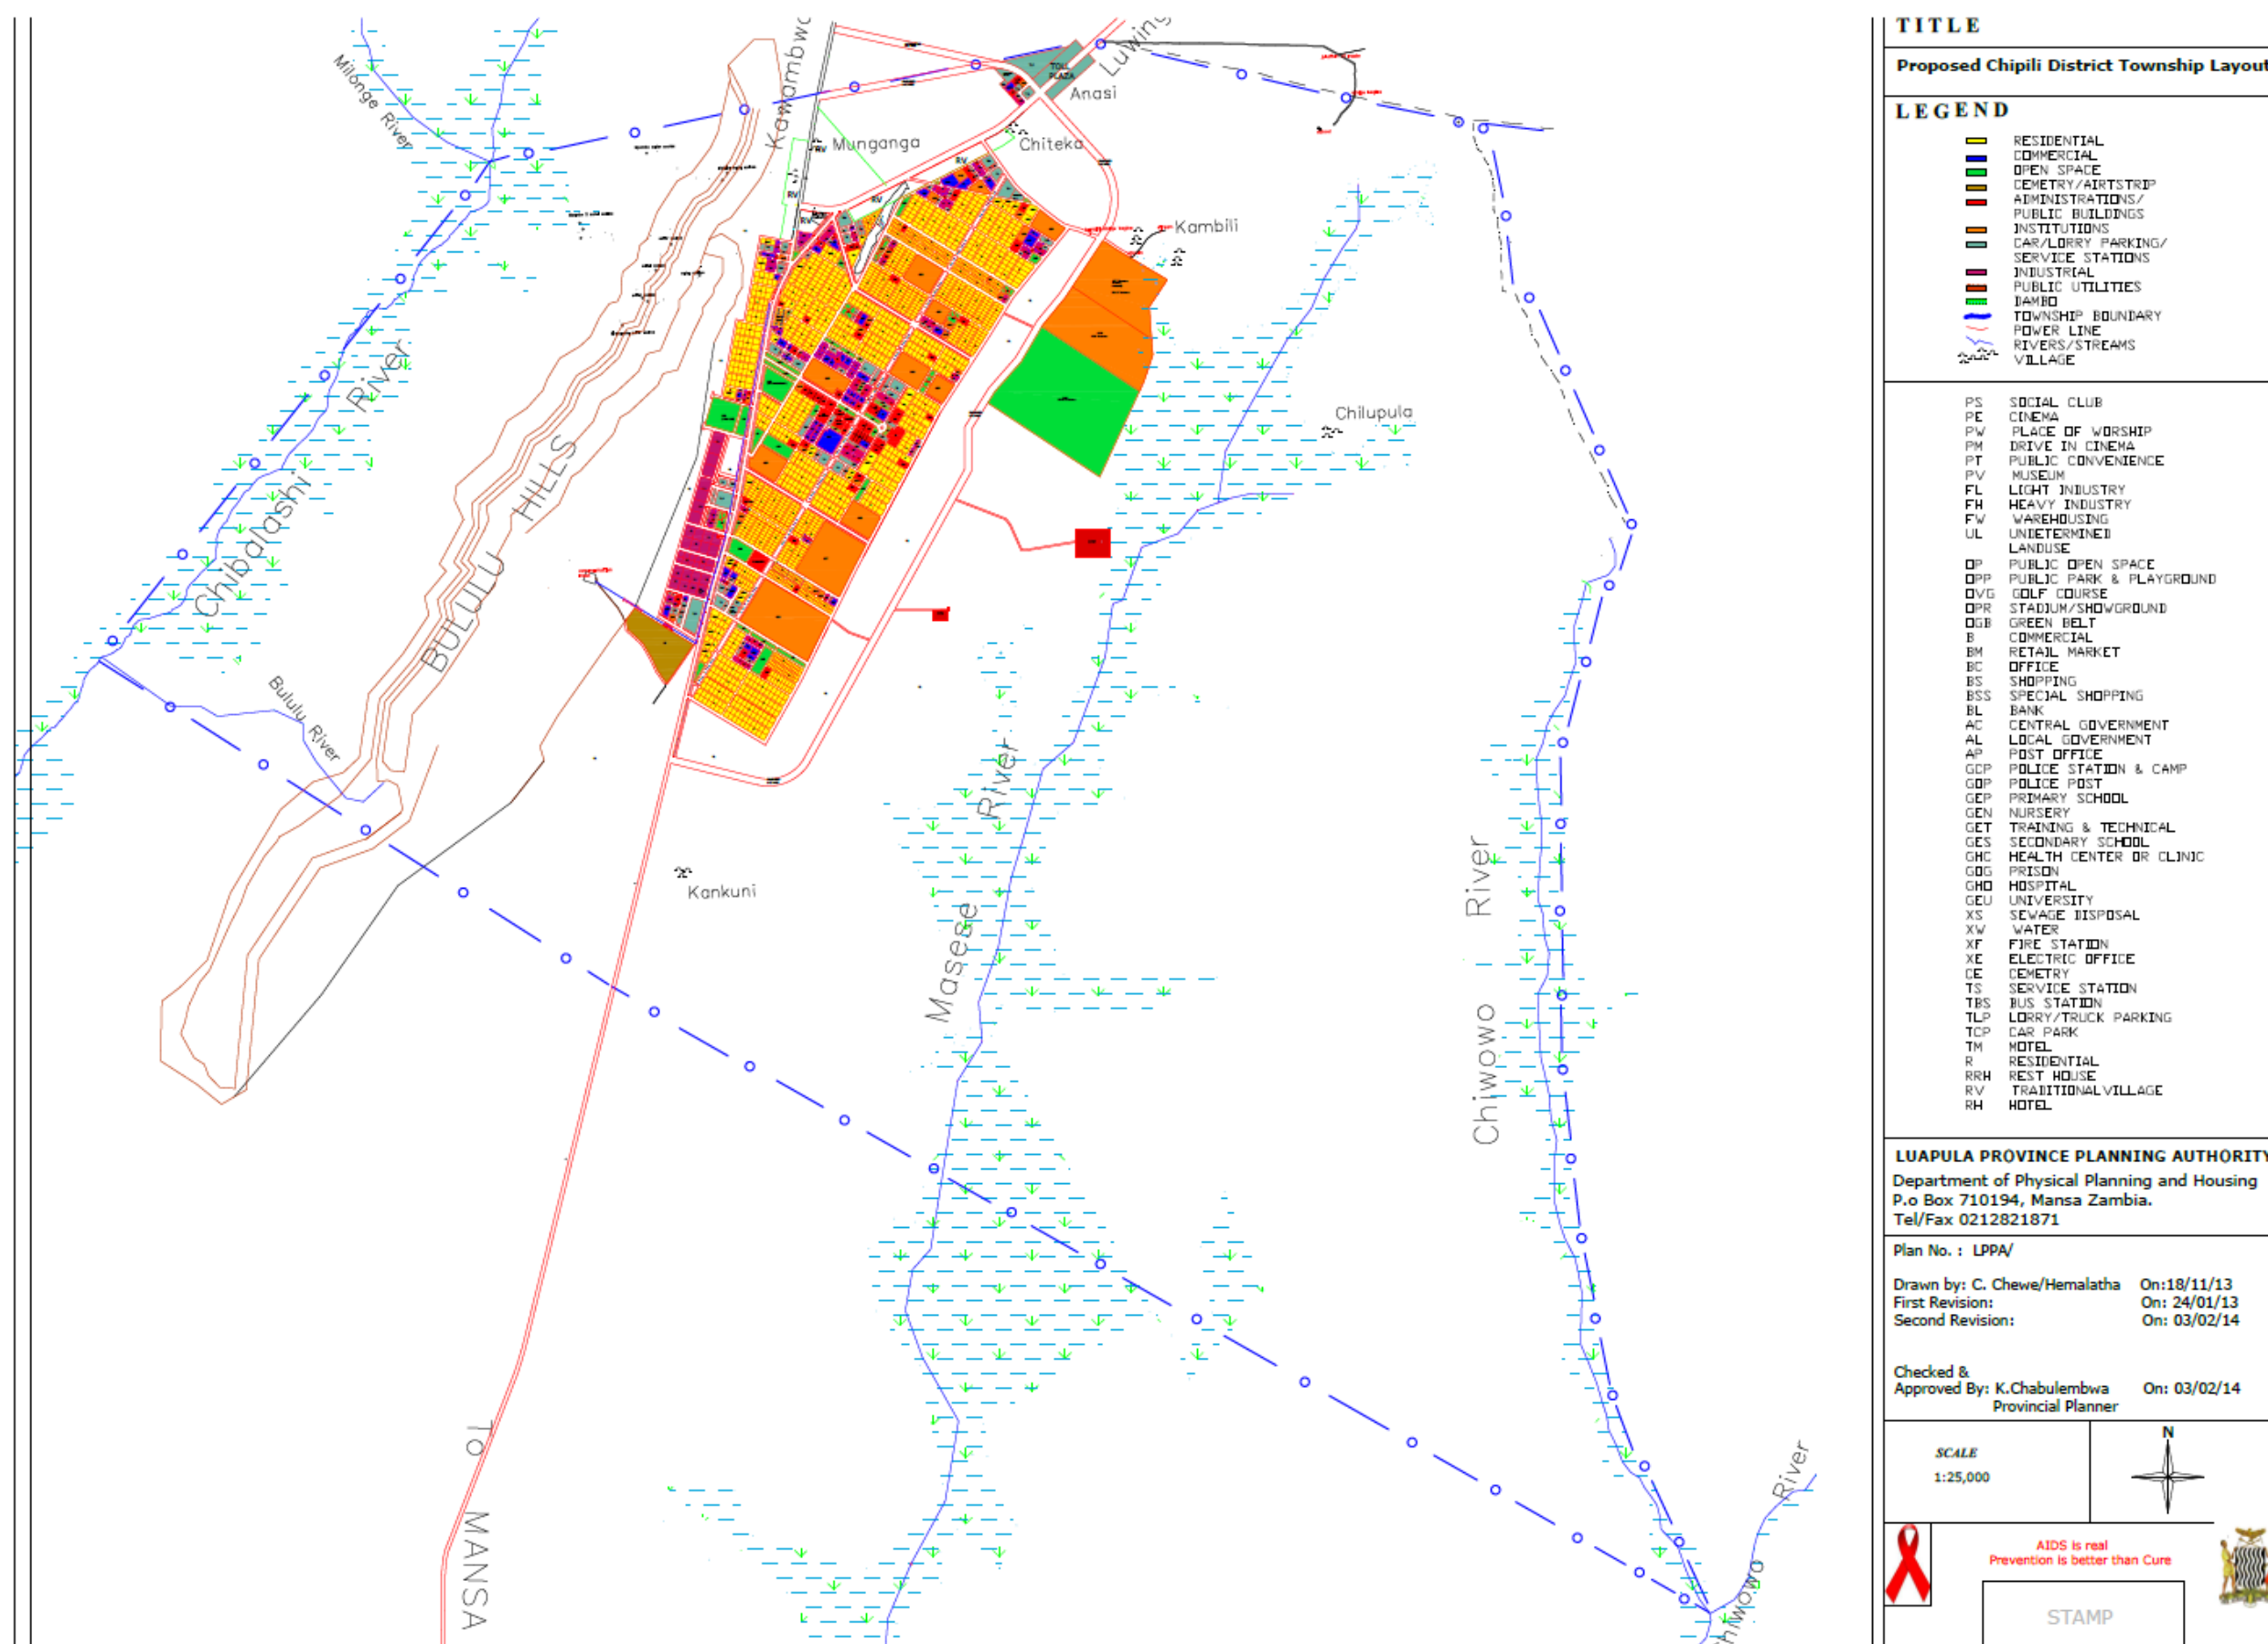 Kawambwa
Luwing
Milonge
River
TOLL
PLAZA
Anasi
Munganga
Chiteka
RV
RV
RV
RV
RV
Kambili
Chibalashi
River
BULULU HILLS
Chilupula
Bululu
River
Kankuni
Masese
River
Chiwowo
River
TO
MANSA
River
hiwowo
TITLE
Proposed Chipili District Township Layout
LEGEND
RESIDENTIAL
COMMERCIAL
OPEN SPACE
CEMETRY/AIRTSTRIP
ADMINISTRATIONS/
PUBLIC BUILDINGS
INSTITUTIONS
CAR/LORRY PARKING/
SERVICE STATIONS
INDUSTRIAL
PUBLIC UTILITIES
DAMBO
TOWNSHIP BOUNDARY
POWER LINE
RIVERS/STREAMS
VILLAGE
PS SOCIAL CLUB
PE CINEMA
PW PLACE OF WORSHIP
PM DRIVE IN CINEMA
PT PUBLIC CONVENIENCE
PV MUSEUM
FL LIGHT INDUSTRY
FH HEAVY INDUSTRY
FW WAREHOUSING
UL UNDETERMINED
LANDUSE
OP PUBLIC OPEN SPACE
OPP PUBLIC PARK & PLAYGROUND
OVG GOLF COURSE
OPR STADIUM/SHOWGROUND
OGB GREEN BELT
B COMMERCIAL
BM RETAIL MARKET
BC OFFICE
BS SHOPPING
BSS SPECIAL SHOPPING
BL BANK
AC CENTRAL GOVERNMENT
AL LOCAL GOVERNMENT
AP POST OFFICE
GCP POLICE STATION & CAMP
GOP POLICE POST
GEP PRIMARY SCHOOL
GEN NURSERY
GET TRAINING & TECHNICAL
GES SECONDARY SCHOOL
GHC HEALTH CENTER OR CLINIC
GOG PRISON
GHO HOSPITAL
GEU UNIVERSITY
XS SEWAGE DISPOSAL
XW WATER
XF FIRE STATION
XE ELECTRIC OFFICE
CE CEMETRY
TS SERVICE STATION
TBS BUS STATION
TLP LORRY/TRUCK PARKING
TCP CAR PARK
TM MOTEL
R RESIDENTIAL
RRH REST HOUSE
RV TRADITIONAL VILLAGE
RH HOTEL
LUAPULA PROVINCE PLANNING AUTHORITY
Department of Physical Planning and Housing
P.o Box 710194, Mansa Zambia.
Tel/Fax 0212821871
Plan No. : LPPA/
Drawn by: C. Chewe/Hemalatha On:18/11/13
First Revision: On: 24/01/13
Second Revision: On: 03/02/14
Checked &
Approved By: K.Chabulembwa On: 03/02/14
Provincial Planner
SCALE
1:25,000
N
AIDS is real
Prevention is better than Cure
STAMP